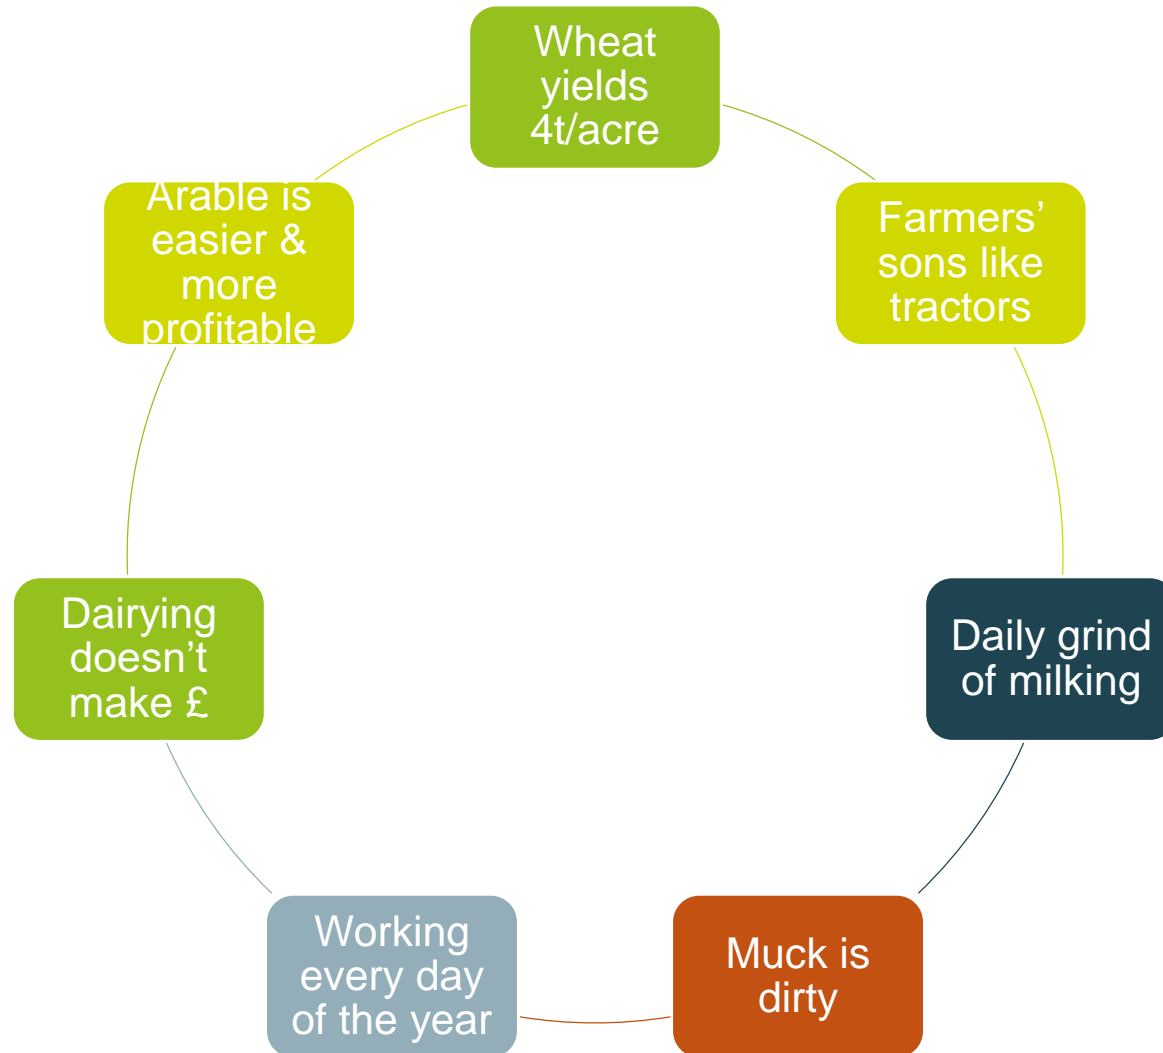 Wheat
yields
4t/acre
Farmers’
sons like
tractors
Daily grind
of milking
Muck is
dirty
Working
every day
of the year
Dairying
doesn’t
make £
Arable is
easier &
more
profitable